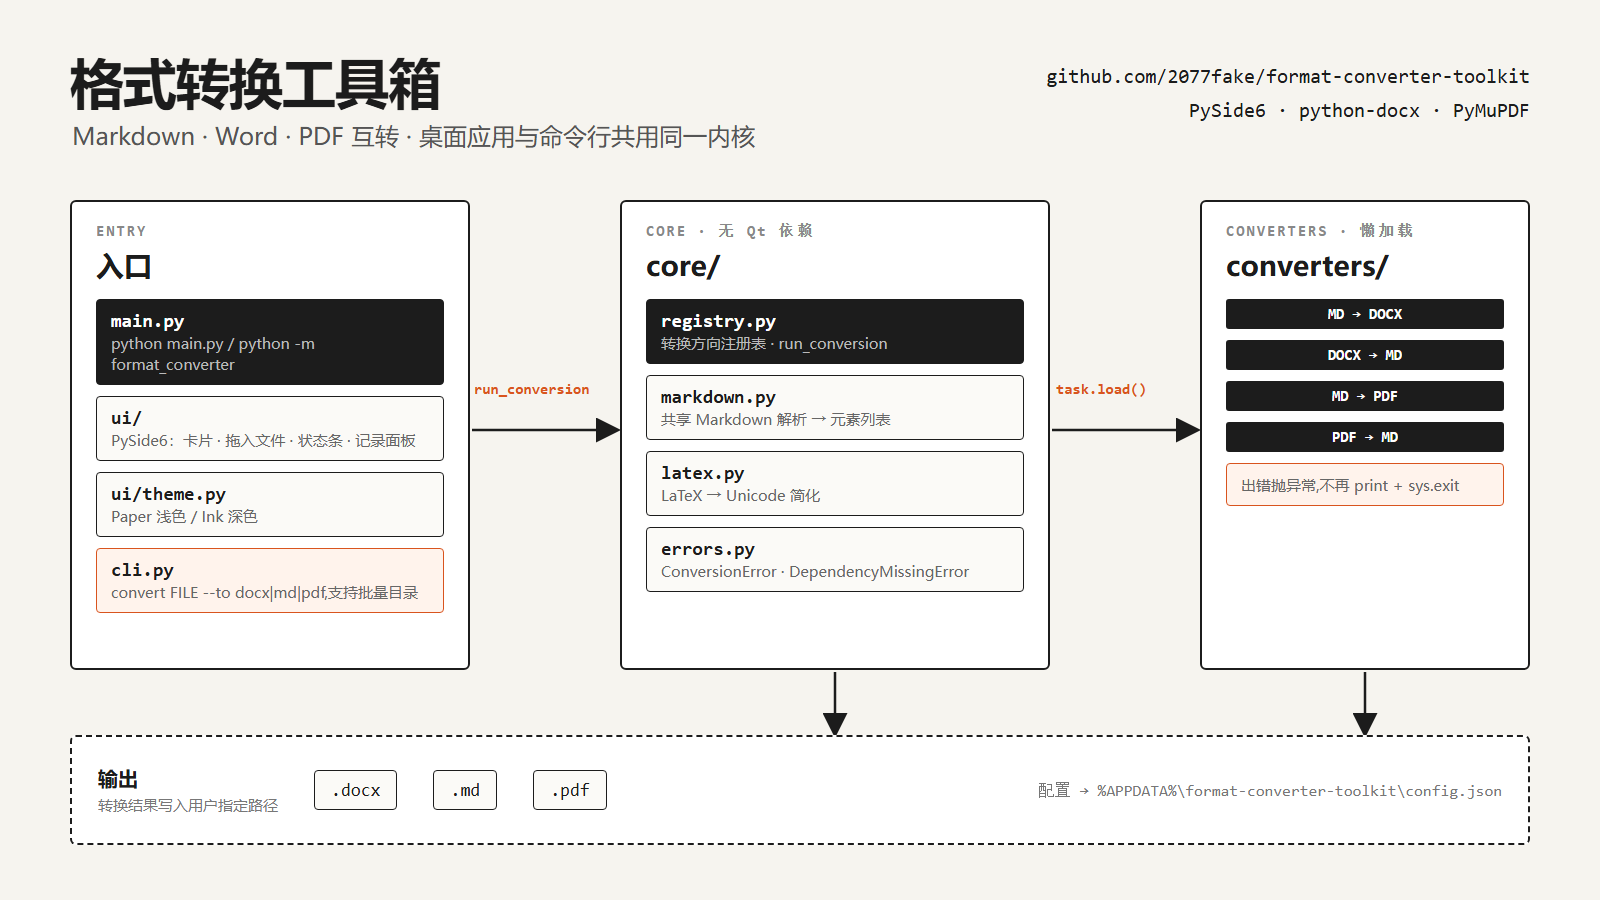 格式转换工具箱
Markdown · Word · PDF 互转 · 桌面应用与命令行共用同一内核
github.com/2077fake/format-converter-toolkit
PySide6 · python-docx · PyMuPDF
ENTRY
入口
main.py
python main.py / python -m
format_converter
ui/
PySide6：卡片 · 拖入文件 · 状态条 · 记录面板
ui/theme.py
Paper 浅色 / Ink 深色
cli.py
convert FILE --to docx|md|pdf,支持批量目录
run_conversion
CORE · 无 Qt 依赖
core/
registry.py
转换方向注册表 · run_conversion
markdown.py
共享 Markdown 解析 → 元素列表
latex.py
LaTeX → Unicode 简化
errors.py
ConversionError · DependencyMissingError
task.load()
CONVERTERS · 懒加载
converters/
MD → DOCX
DOCX → MD
MD → PDF
PDF → MD
出错抛异常,不再 print + sys.exit
输出
转换结果写入用户指定路径
.docx
.md
.pdf
配置 → %APPDATA%\format-converter-toolkit\config.json